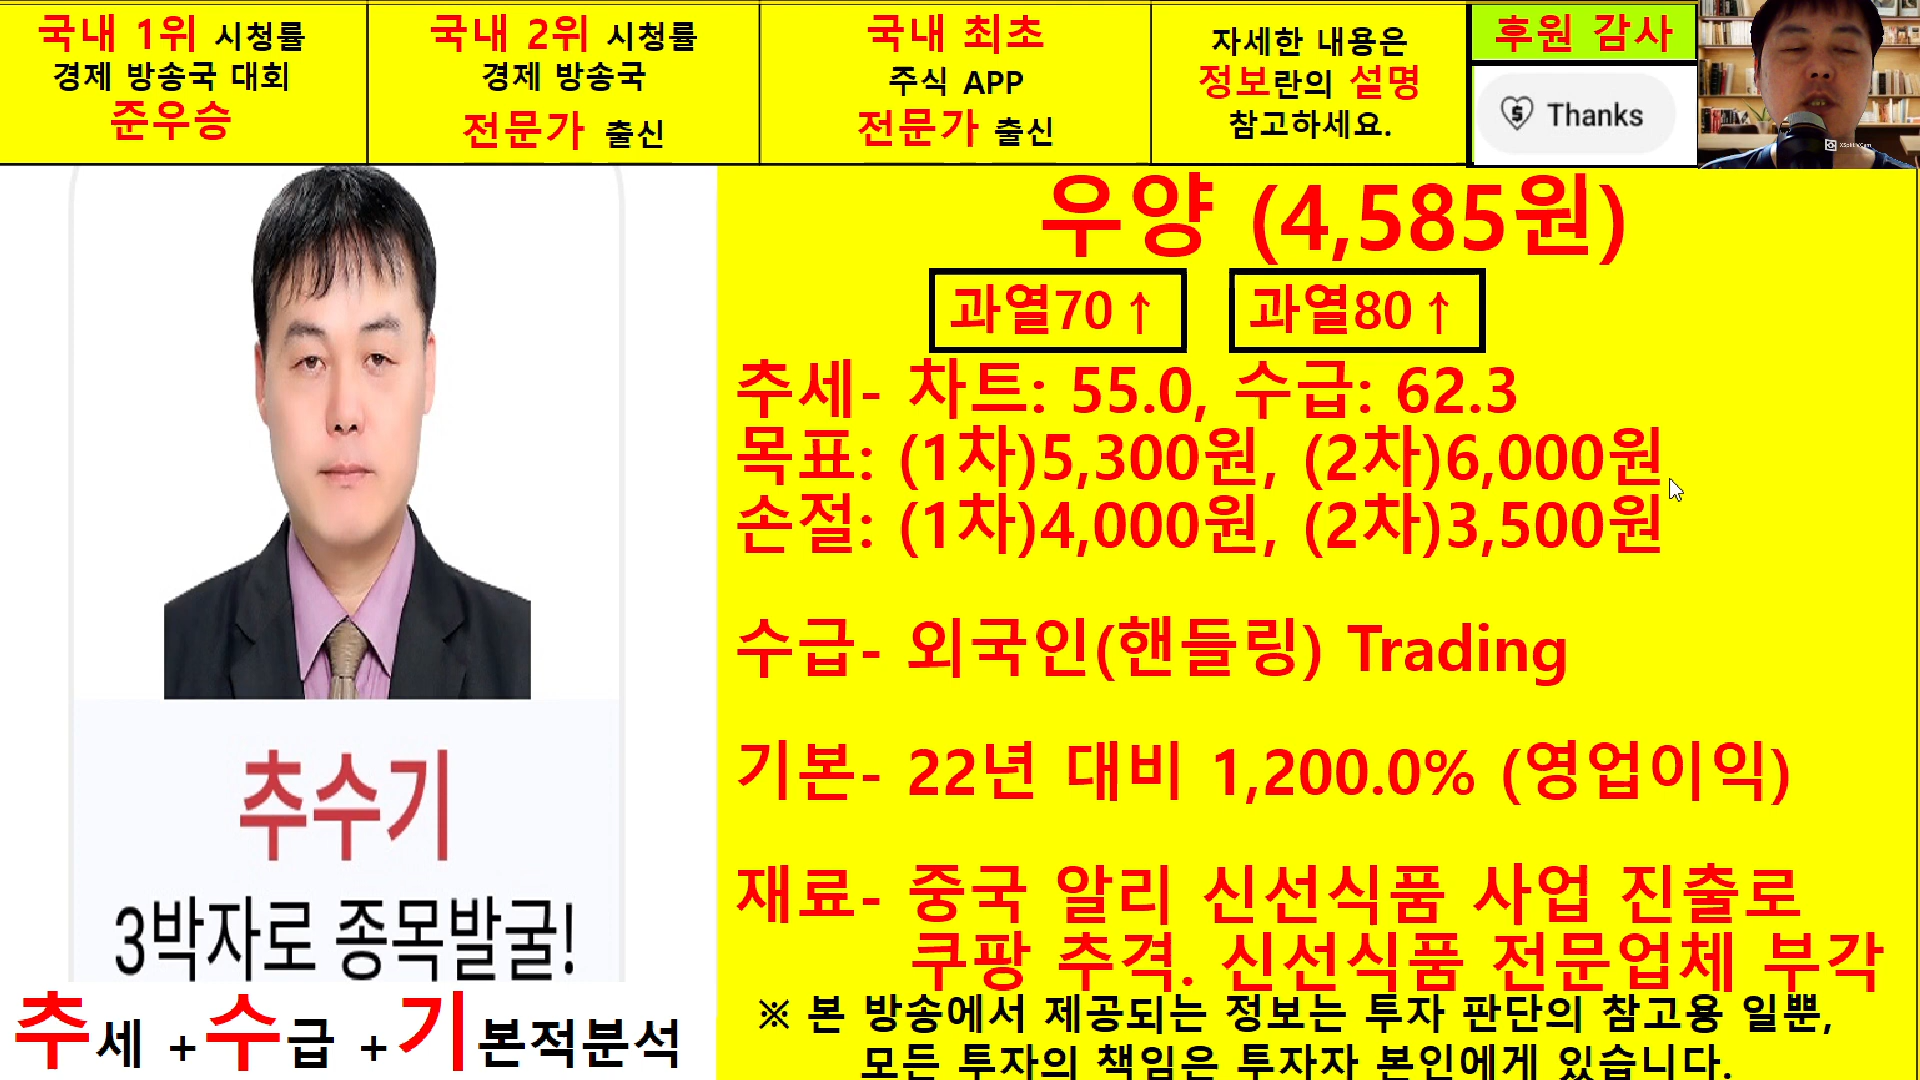 국내 1위 시청률
경제 방송국 대회
준우승
국내 2위 시청률
경제 방송국
전문가 출신
국내 최초
주식 APP
전문가 출신
자세한 내용은
정보란의 설명
참고하세요.
후원 감사
Thanks
우양 (4,585원)
과열70↑
과열80↑
추세- 차트: 55.0, 수급: 62.3
목표: (1차)5,300원, (2차)6,000원
손절: (1차)4,000원, (2차)3,500원
수급- 외국인(핸들링) Trading
기본- 22년 대비 1,200.0% (영업이익)
재료- 중국 알리 신선식품 사업 진출로
쿠팡 추격. 신선식품 전문업체 부각
※ 본 방송에서 제공되는 정보는 투자 판단의 참고용 일뿐,
모든 투자의 책임은 투자자 본인에게 있습니다.
추수기
3박자로 종목발굴!
추세 +수급 +기본적분석